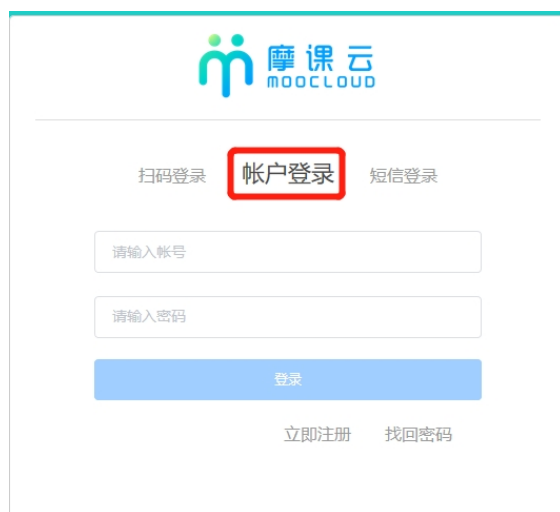 摩课云
MOOCLOUD
扫码登录 帐户登录 短信登录
请输入帐号
请输入密码
登录
立即注册 找回密码